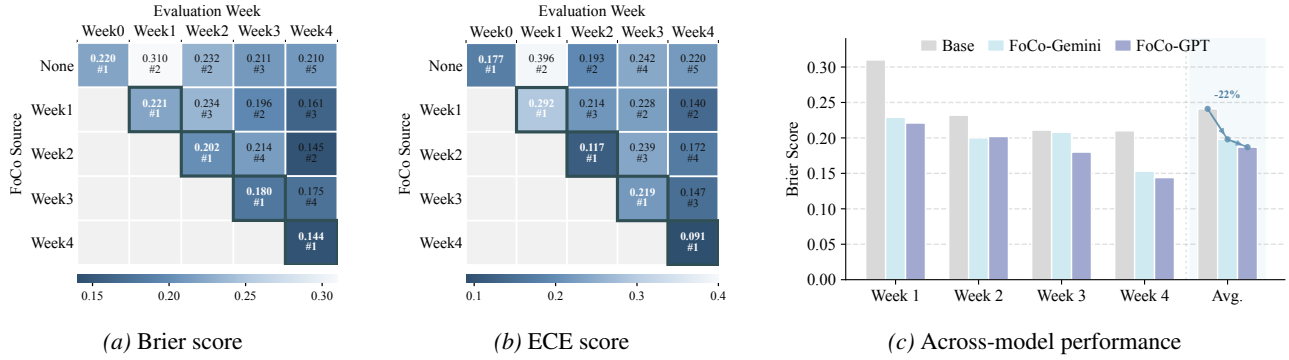 Evaluation Week
Week0 Week1 Week2 Week3 Week4
FoCo Source
None
0.220 0.310 0.232 0.211 0.210
#1 #2 #2 #3 #5
Week1
0.221 0.234 0.196 0.161
#1 #3 #2 #3
Week2
0.202 0.214 0.145
#1 #4 #2
Week3
0.180 0.175
#1 #4
Week4
0.144
#1
0.15 0.20 0.25 0.30
(a) Brier score
Evaluation Week
Week0 Week1 Week2 Week3 Week4
FoCo Source
None
0.177 0.396 0.193 0.242 0.220
#1 #2 #2 #4 #5
Week1
0.292 0.214 0.228 0.140
#1 #3 #2 #2
Week2
0.117 0.239 0.172
#1 #3 #4
Week3
0.219 0.147
#1 #3
Week4
0.091
#1
0.1 0.2 0.3 0.4
(b) ECE score
Base FoCo-Gemini FoCo-GPT
Brier Score
0.30
0.25
0.20
0.15
0.10
0.05
0.00
-22%
Week 1 Week 2 Week 3 Week 4 Avg.
(c) Across-model performance